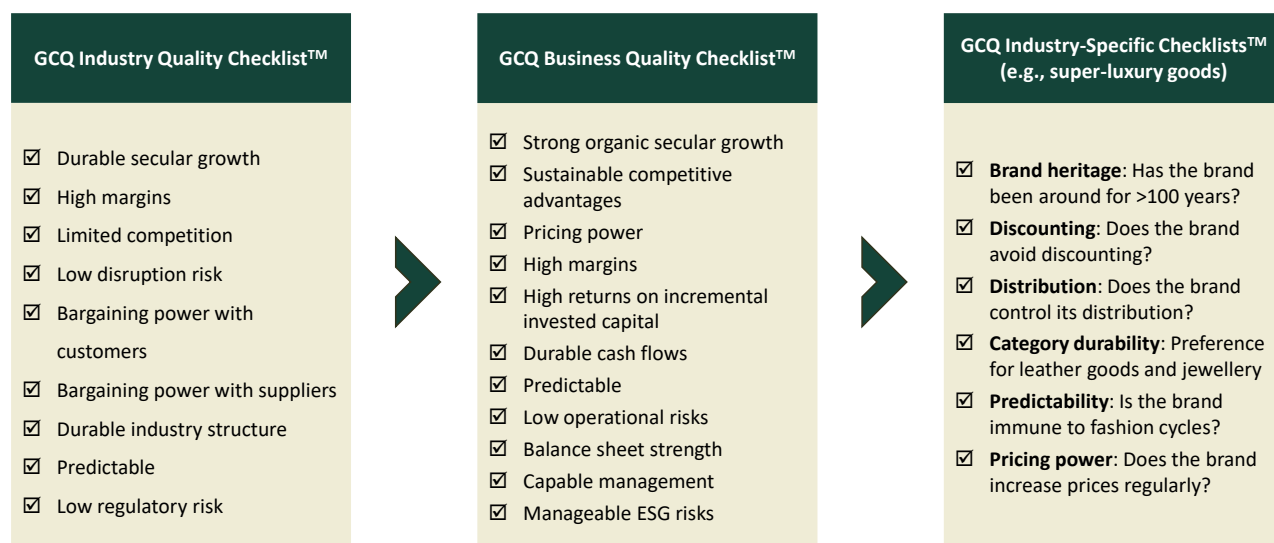 GCQ Industry Quality Checklist™
☑ Durable secular growth
☑ High margins
☑ Limited competition
☑ Low disruption risk
☑ Bargaining power with
customers
☑ Bargaining power with suppliers
☑ Durable industry structure
☑ Predictable
☑ Low regulatory risk
GCQ Business Quality Checklist™
☑ Strong organic secular growth
☑ Sustainable competitive
advantages
☑ Pricing power
☑ High margins
☑ High returns on incremental
invested capital
☑ Durable cash flows
☑ Predictable
☑ Low operational risks
☑ Balance sheet strength
☑ Capable management
☑ Manageable ESG risks
GCQ Industry-Specific Checklists™
(e.g., super-luxury goods)
☑ Brand heritage: Has the brand
been around for >100 years?
☑ Discounting: Does the brand
avoid discounting?
☑ Distribution: Does the brand
control its distribution?
☑ Category durability: Preference
for leather goods and jewellery
☑ Predictability: Is the brand
immune to fashion cycles?
☑ Pricing power: Does the brand
increase prices regularly?